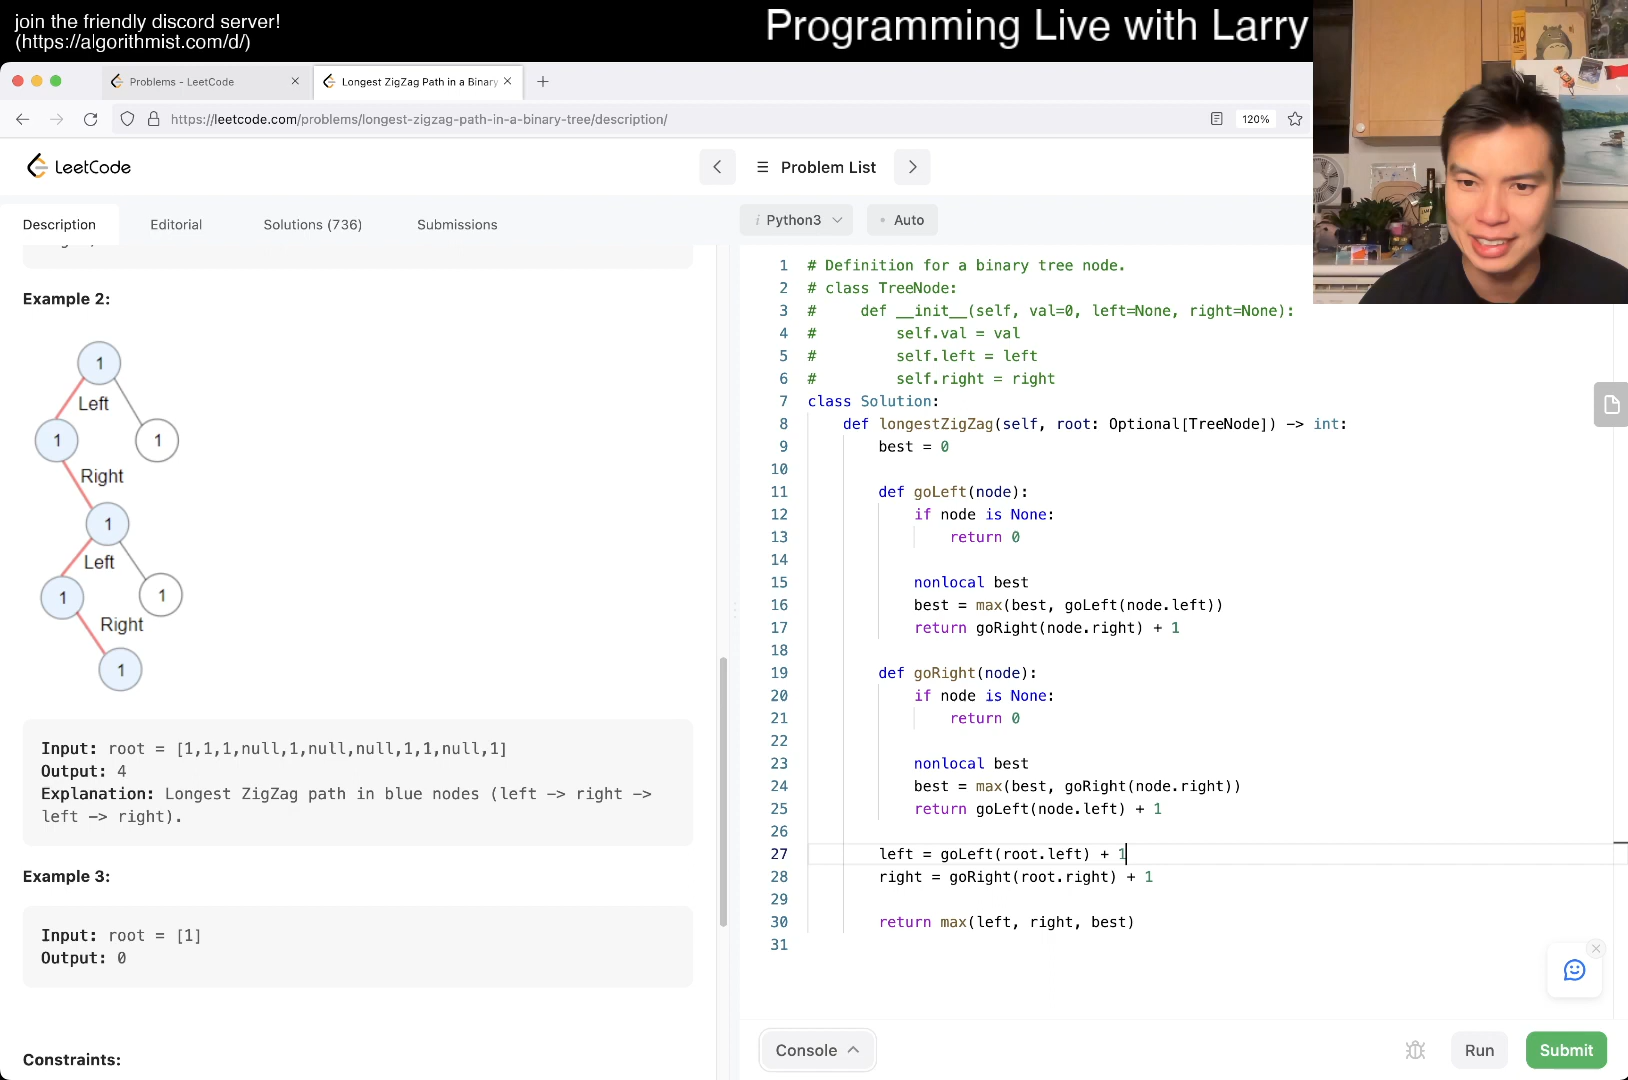 join the friendly discord server!
(https://algorithmist.com/d/)
Programming Live with Larry
Problems - LeetCode
Longest ZigZag Path in a Binary
https://leetcode.com/problems/longest-zigzag-path-in-a-binary-tree/description/
120%
LeetCode
Problem List
Description
Editorial
Solutions (736)
Submissions
i Python3
Auto
Example 2:
1
Left
1
1
Right
1
Left
1
1
Right
1
Input: root = [1,1,1,null,1,null,null,1,1,null,1]
Output: 4
Explanation: Longest ZigZag path in blue nodes (left -> right ->
left -> right).
Example 3:
Input: root = [1]
Output: 0
Constraints:
1 # Definition for a binary tree node.
2 # class TreeNode:
3 #     def __init__(self, val=0, left=None, right=None):
4 #         self.val = val
5 #         self.left = left
6 #         self.right = right
7 class Solution:
8     def longestZigZag(self, root: Optional[TreeNode]) -> int:
9         best = 0
10
11         def goLeft(node):
12             if node is None:
13                 return 0
14
15             nonlocal best
16             best = max(best, goLeft(node.left))
17             return goRight(node.right) + 1
18
19         def goRight(node):
20             if node is None:
21                 return 0
22
23             nonlocal best
24             best = max(best, goRight(node.right))
25             return goLeft(node.left) + 1
26
27         left = goLeft(root.left) + 1
28         right = goRight(root.right) + 1
29
30         return max(left, right, best)
31
Console
Run
Submit